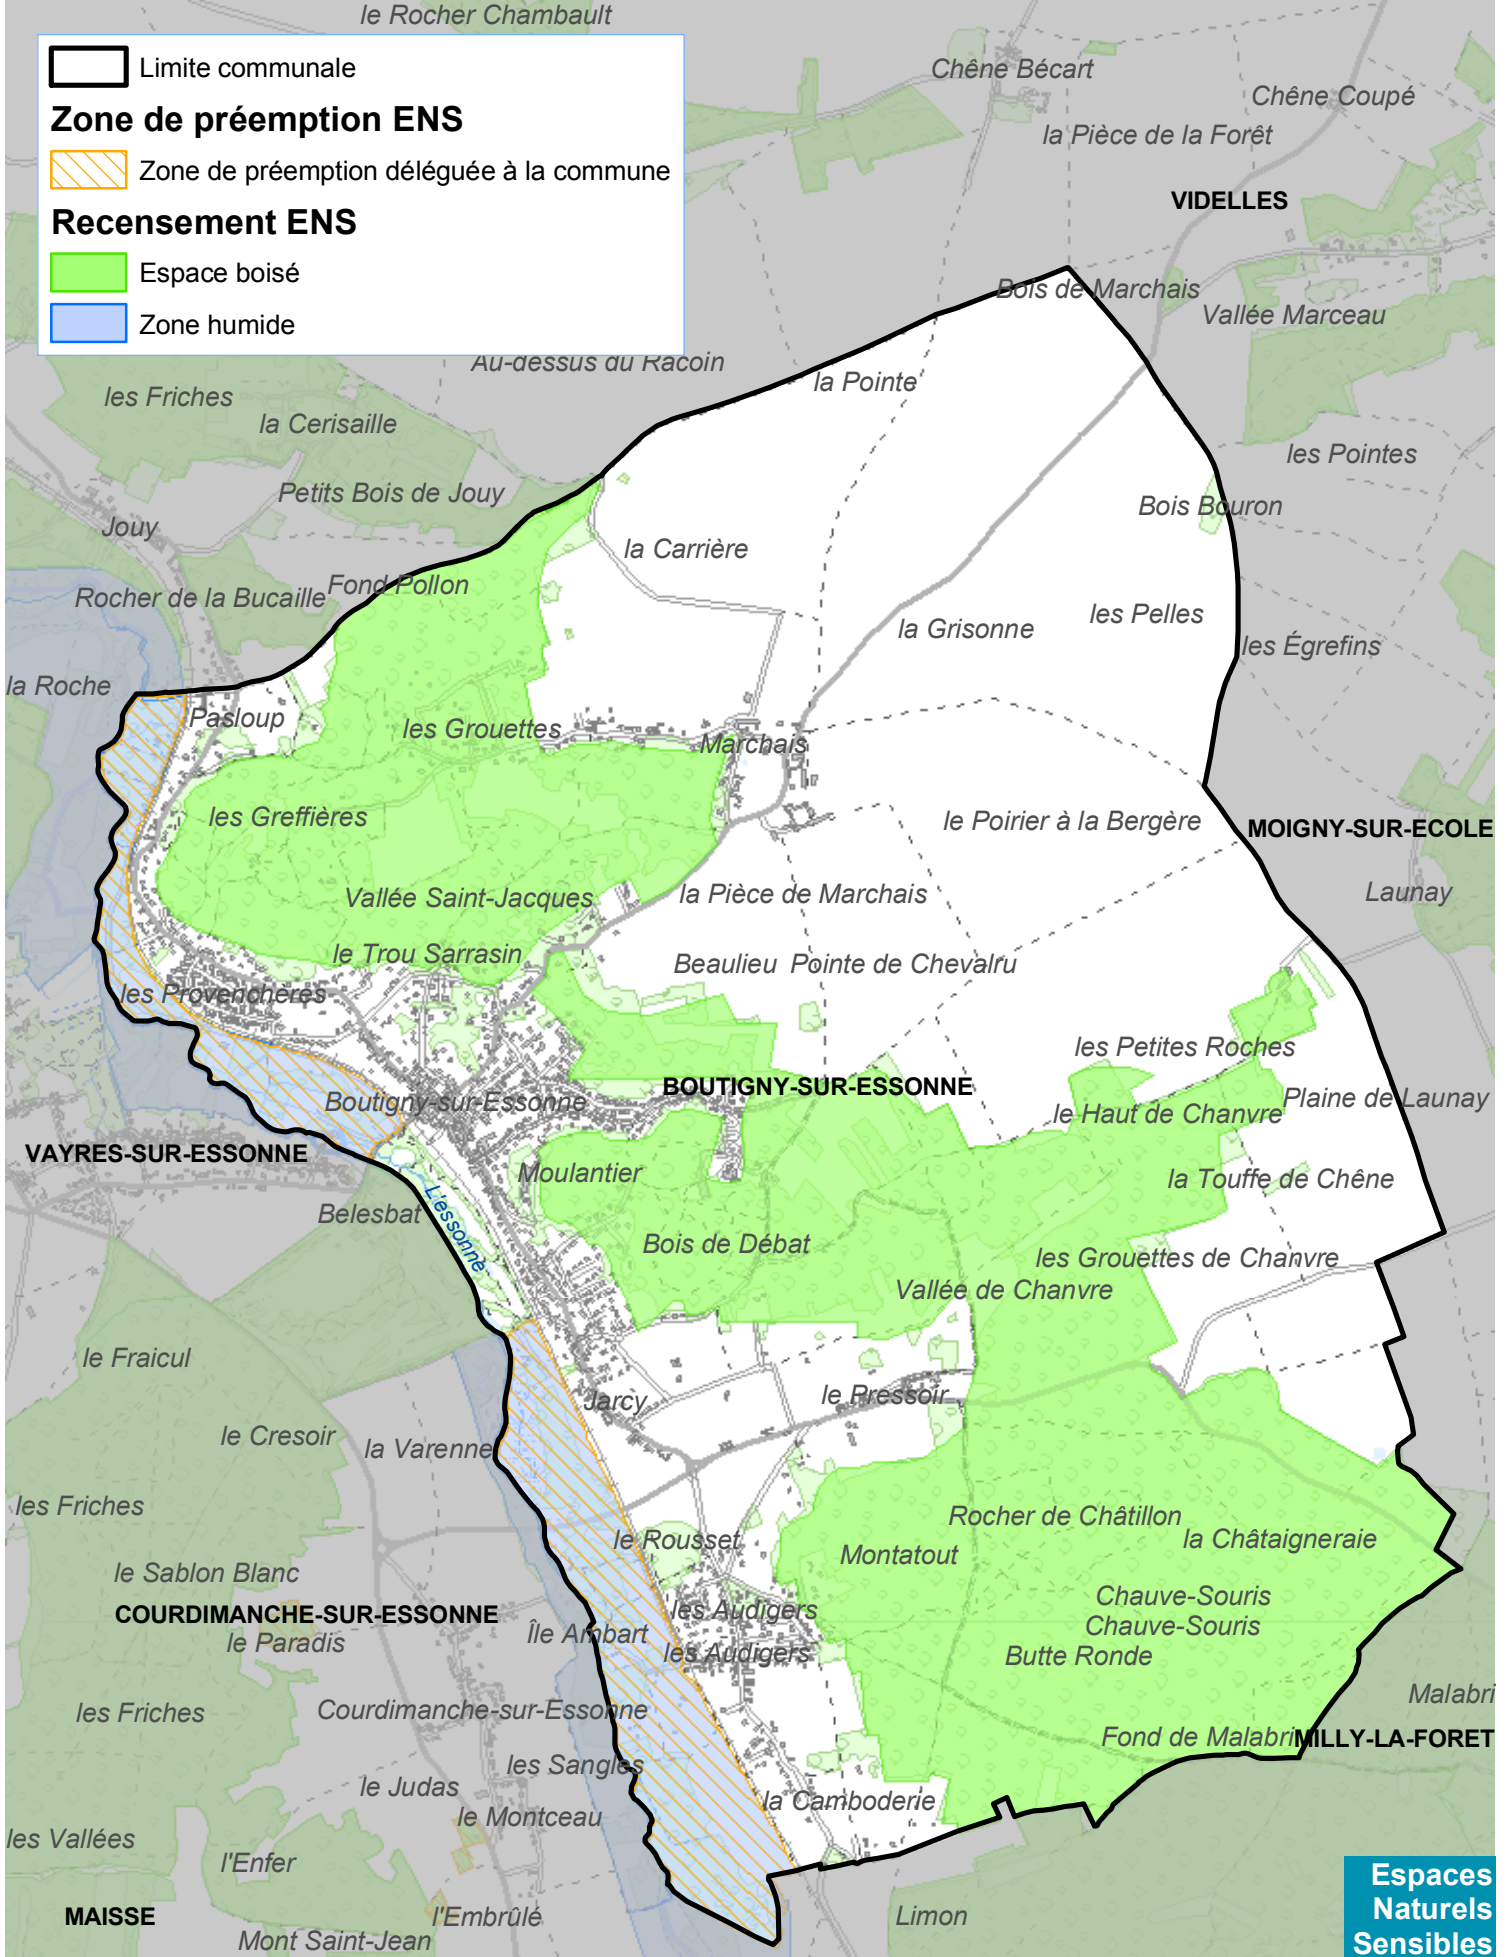 le Rocher Chambault
Limite communale
Zone de préemption ENS
Zone de préemption déléguée à la commune
Recensement ENS
Espace boisé
Zone humide
Chêne Bécart
Chêne Coupé
la Pièce de la Forêt
VIDELLES
Bois de Marchais
Vallée Marceau
Au-dessus du Racoin
la Pointe
les Friches
la Cerisaille
les Pointes
Petits Bois de Jouy
Bois Bouron
Jouy
la Carrière
Rocher de la Bucaille
Fond Pollon
les Pelles
la Grisonne
les Égrefins
la Roche
Pasloup
les Grouettes
Marchais
les Greffières
le Poirier à la Bergère
MOIGNY-SUR-ECOLE
Vallée Saint-Jacques
la Pièce de Marchais
Launay
le Trou Sarrasin
Beaulieu
Pointe de Chevalru
les Provenchères
les Petites Roches
BOUTIGNY-SUR-ESSONNE
Boutigny-sur-Essonne
le Haut de Chanvre
Plaine de Launay
VAYRES-SUR-ESSONNE
Moulantier
la Touffe de Chêne
Belesbat
L'essonne
Bois de Débat
les Grouettes de Chanvre
Vallée de Chanvre
le Fraicul
Jarcy
le Pressoir
le Cresoir
la Varenne
les Friches
Rocher de Châtillon
le Rousset
Montatout
la Châtaigneraie
le Sablon Blanc
Chauve-Souris
COURDIMANCHE-SUR-ESSONNE
les Audigers
Chauve-Souris
le Paradis
Île Ambart
les Audigers
Butte Ronde
Malabri
les Friches
Courdimanche-sur-Essonne
Fond de Malabri
MILLY-LA-FORET
les Sangles
le Judas
la Camboderie
le Montceau
les Vallées
l'Enfer
MAISSE
l'Embrûlé
Limon
Mont Saint-Jean
Espaces
Naturels
Sensibles